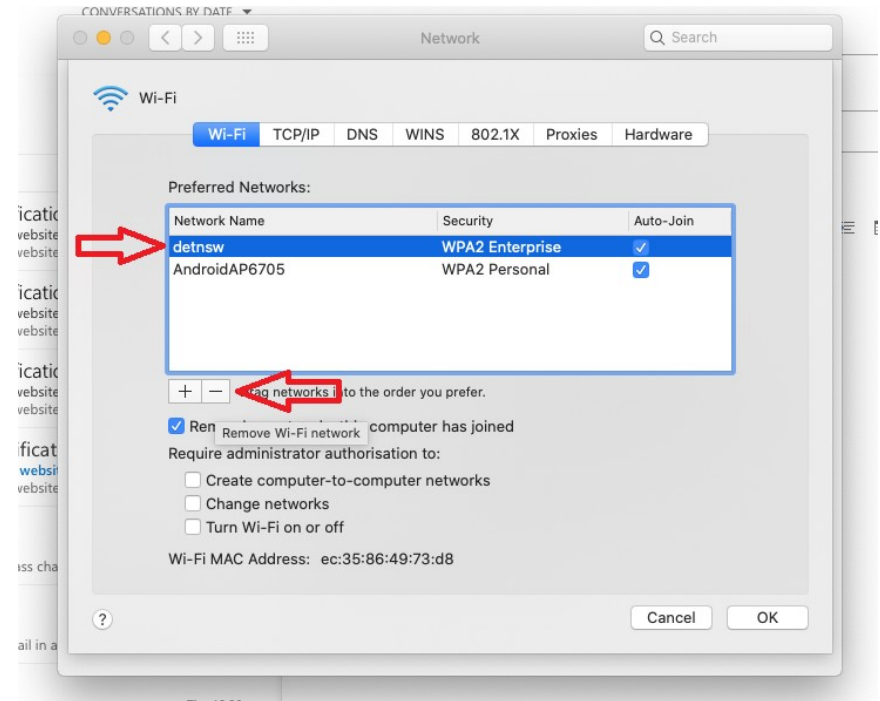 CONVERSATIONS BY DATE
Network
Search
Wi-Fi
Wi-Fi TCP/IP DNS WINS 802.1X Proxies Hardware
Preferred Networks:
Network Name Security Auto-Join
detnsw WPA2 Enterprise
AndroidAP6705 WPA2 Personal
+ − networks into the order you prefer.
computer has joined
Remove Wi-Fi network
Require administrator authorisation to:
Create computer-to-computer networks
Change networks
Turn Wi-Fi on or off
Wi-Fi MAC Address: ec:35:86:49:73:d8
? Cancel OK
website
website
website
website
website
website
website
website
ail in a